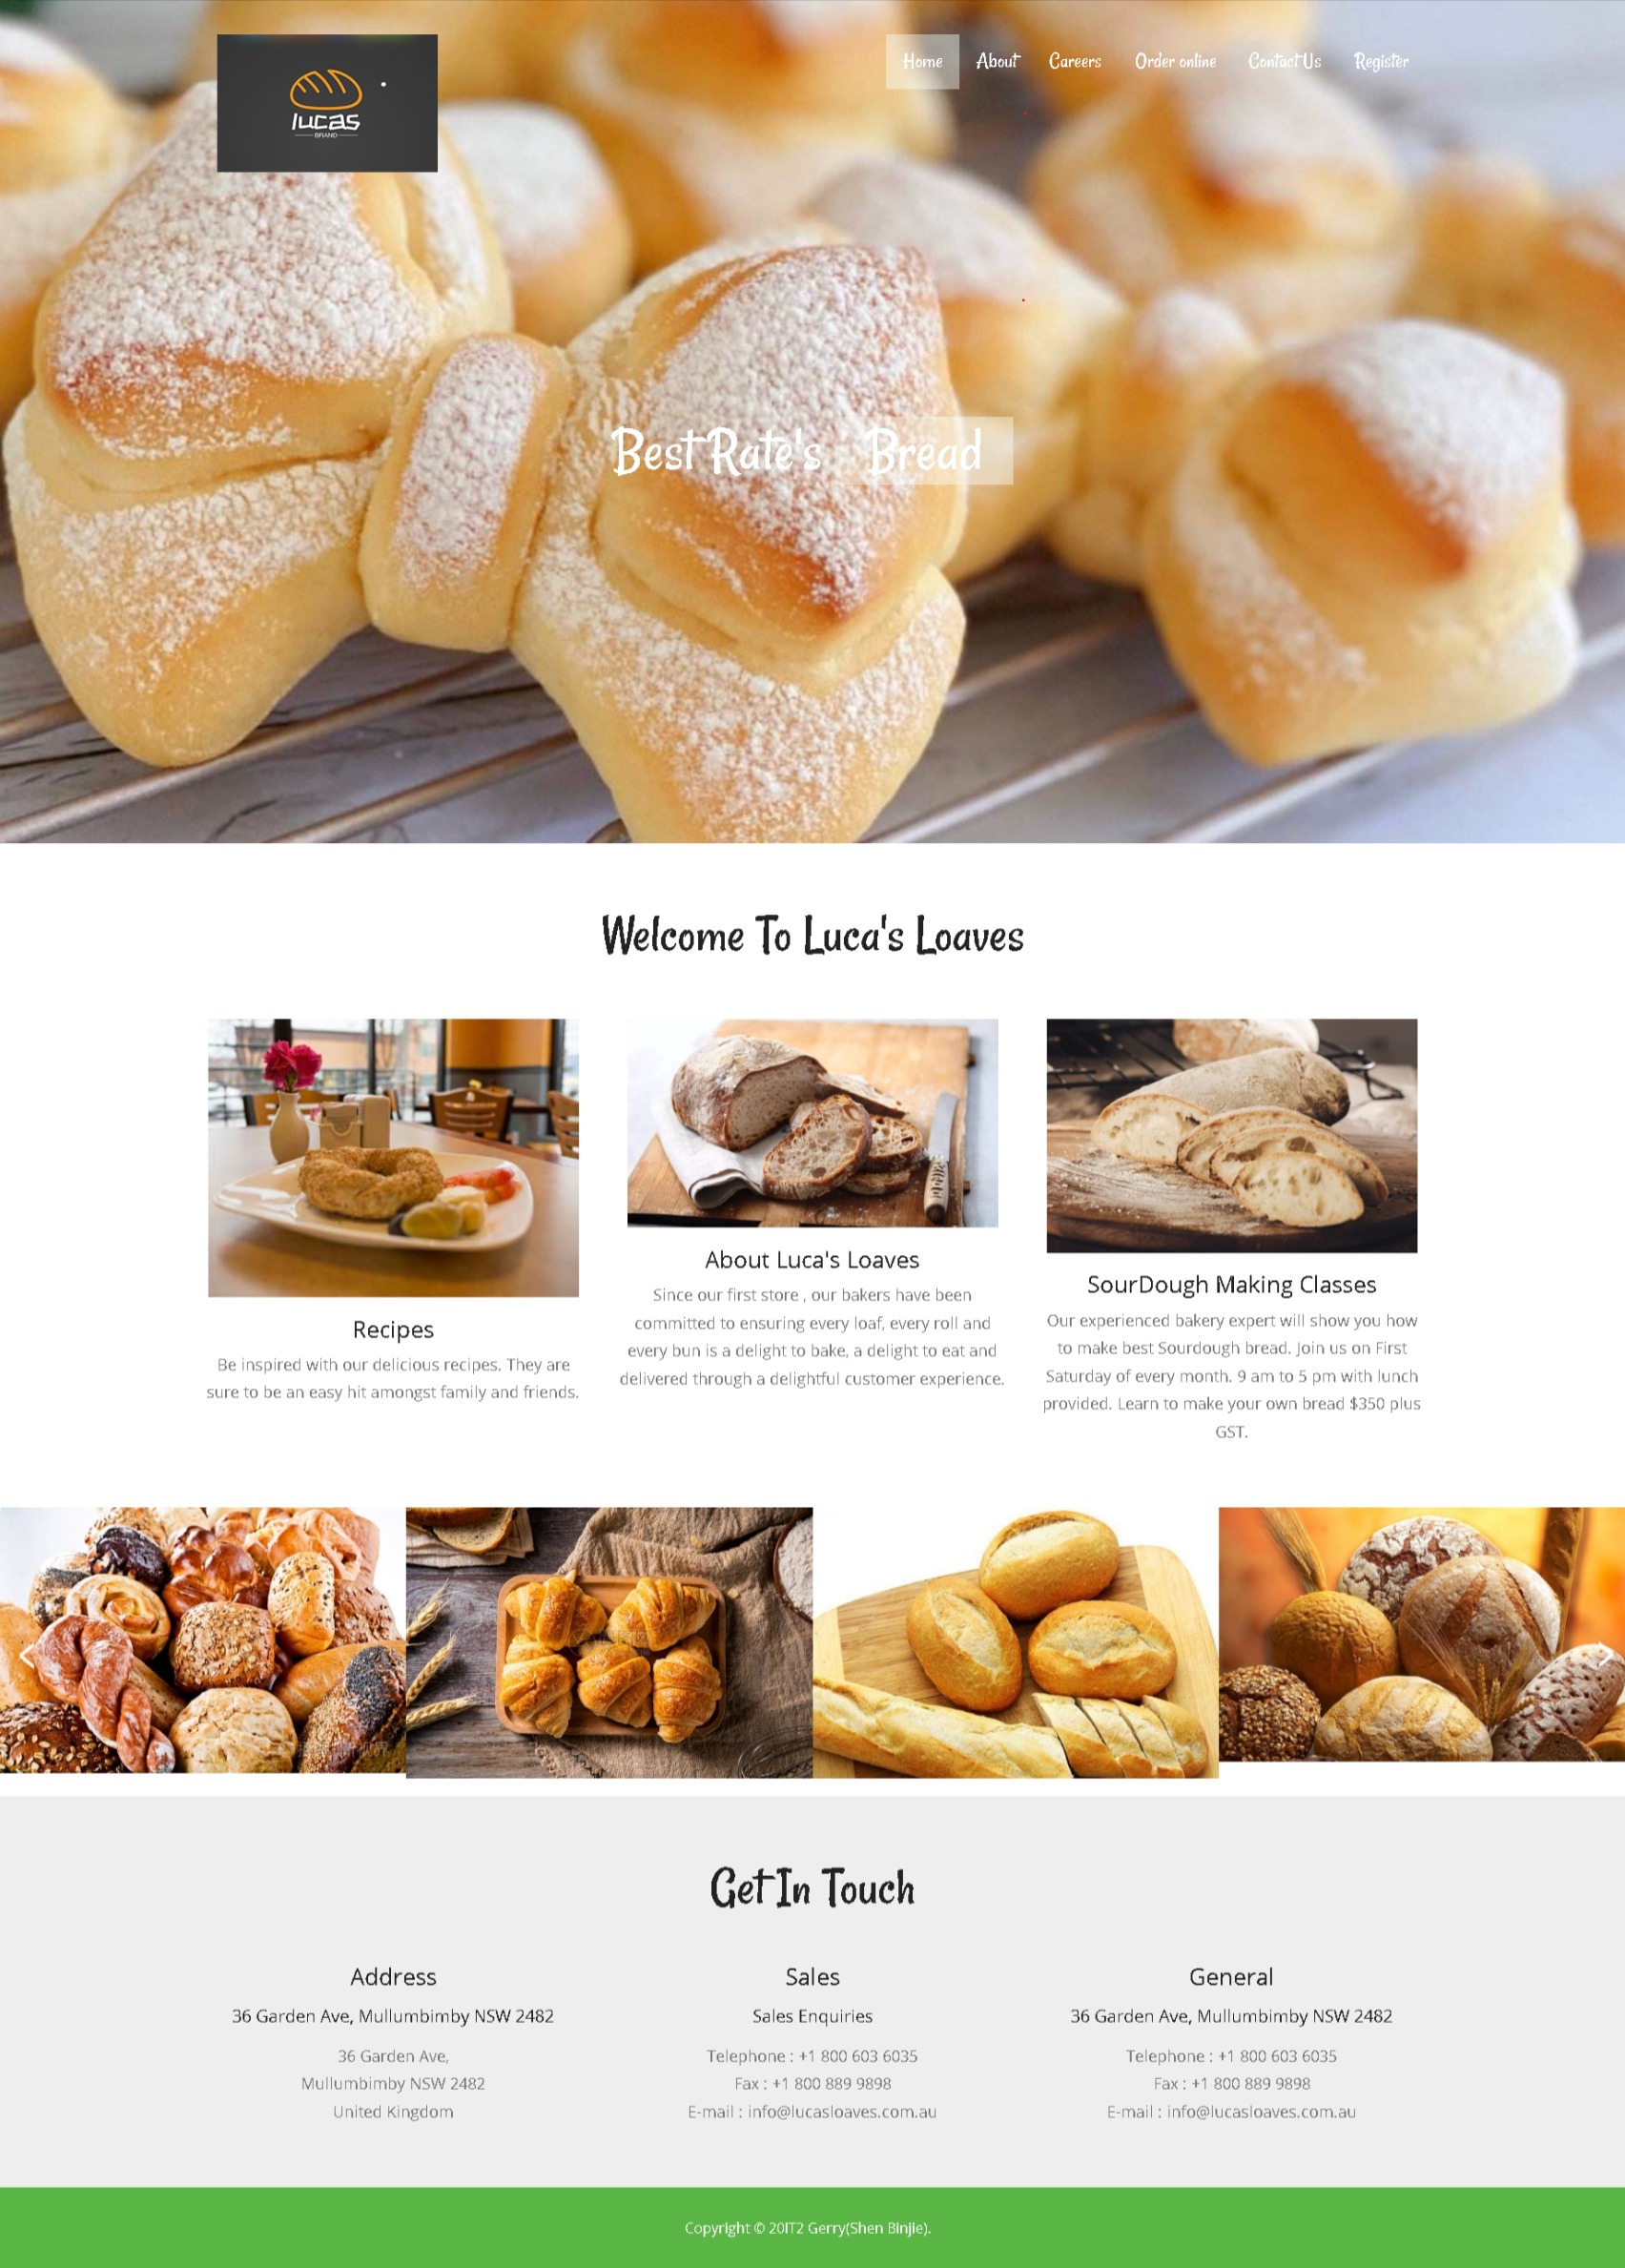 lucas
BRAND
Home About Careers Order online Contact Us Register
Best Rate's Bread
Welcome To Luca's Loaves
Recipes
Be inspired with our delicious recipes. They are
sure to be an easy hit amongst family and friends.
About Luca's Loaves
Since our first store , our bakers have been
committed to ensuring every loaf, every roll and
every bun is a delight to bake, a delight to eat and
delivered through a delightful customer experience.
SourDough Making Classes
Our experienced bakery expert will show you how
to make best Sourdough bread. Join us on First
Saturday of every month. 9 am to 5 pm with lunch
provided. Learn to make your own bread $350 plus
GST.
Get In Touch
Address
36 Garden Ave, Mullumbimby NSW 2482
36 Garden Ave,
Mullumbimby NSW 2482
United Kingdom
Sales
Sales Enquiries
Telephone : +1 800 603 6035
Fax : +1 800 889 9898
E-mail : info@lucasloaves.com.au
General
36 Garden Ave, Mullumbimby NSW 2482
Telephone : +1 800 603 6035
Fax : +1 800 889 9898
E-mail : info@lucasloaves.com.au
Copyright © 20IT2 Gerry(Shen Binjie).